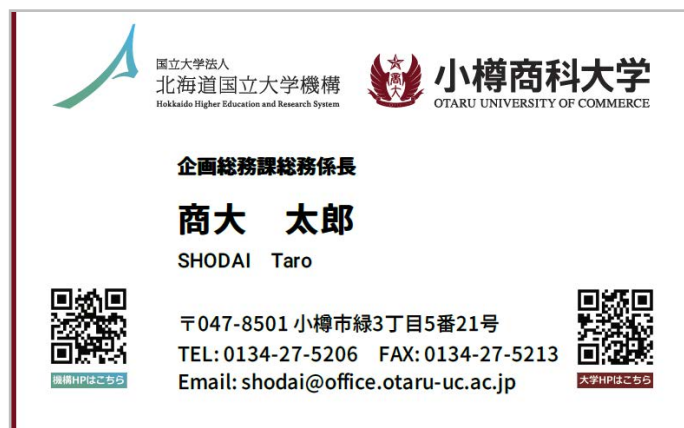 国立大学法人
北海道国立大学機構
Hokkaido Higher Education and Research System
商大
小樽商科大学
OTARU UNIVERSITY OF COMMERCE
企画総務課総務係長
商大　太郎
SHODAI Taro
〒047-8501 小樽市緑3丁目5番21号
TEL: 0134-27-5206 FAX: 0134-27-5213
Email: shodai@office.otaru-uc.ac.jp
機構HPはこちら
大学HPはこちら